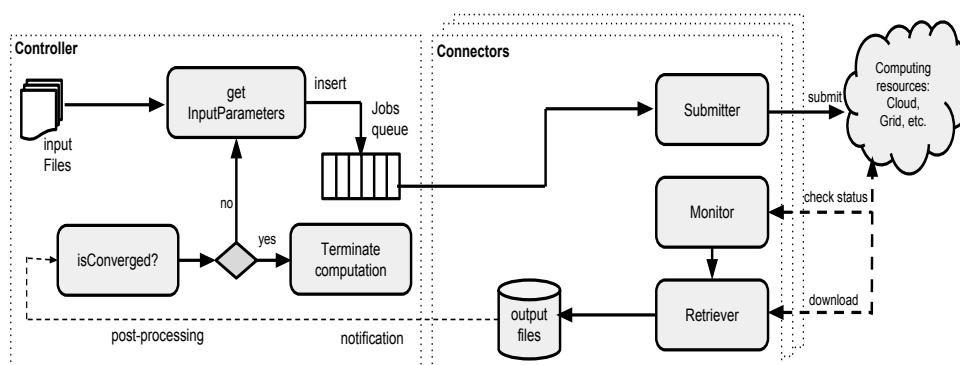 Controller
Connectors
input
Files
get
InputParameters
insert
Jobs
queue
Submitter
submit
Computing
resources:
Cloud,
Grid, etc.
no
isConverged?
yes
Terminate
computation
Monitor
check status
Retriever
download
output
files
post-processing
notification